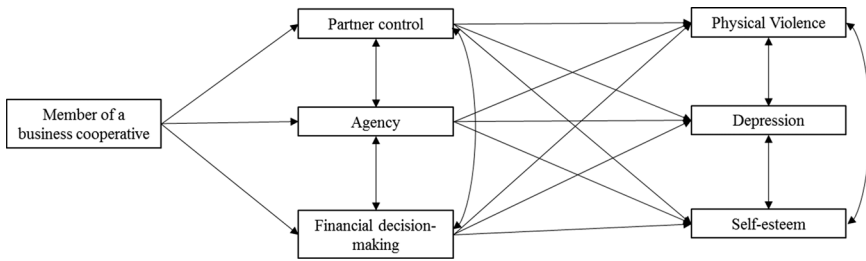 Partner control
Physical Violence
Member of a
business cooperative
Agency
Depression
Financial decision-
making
Self-esteem